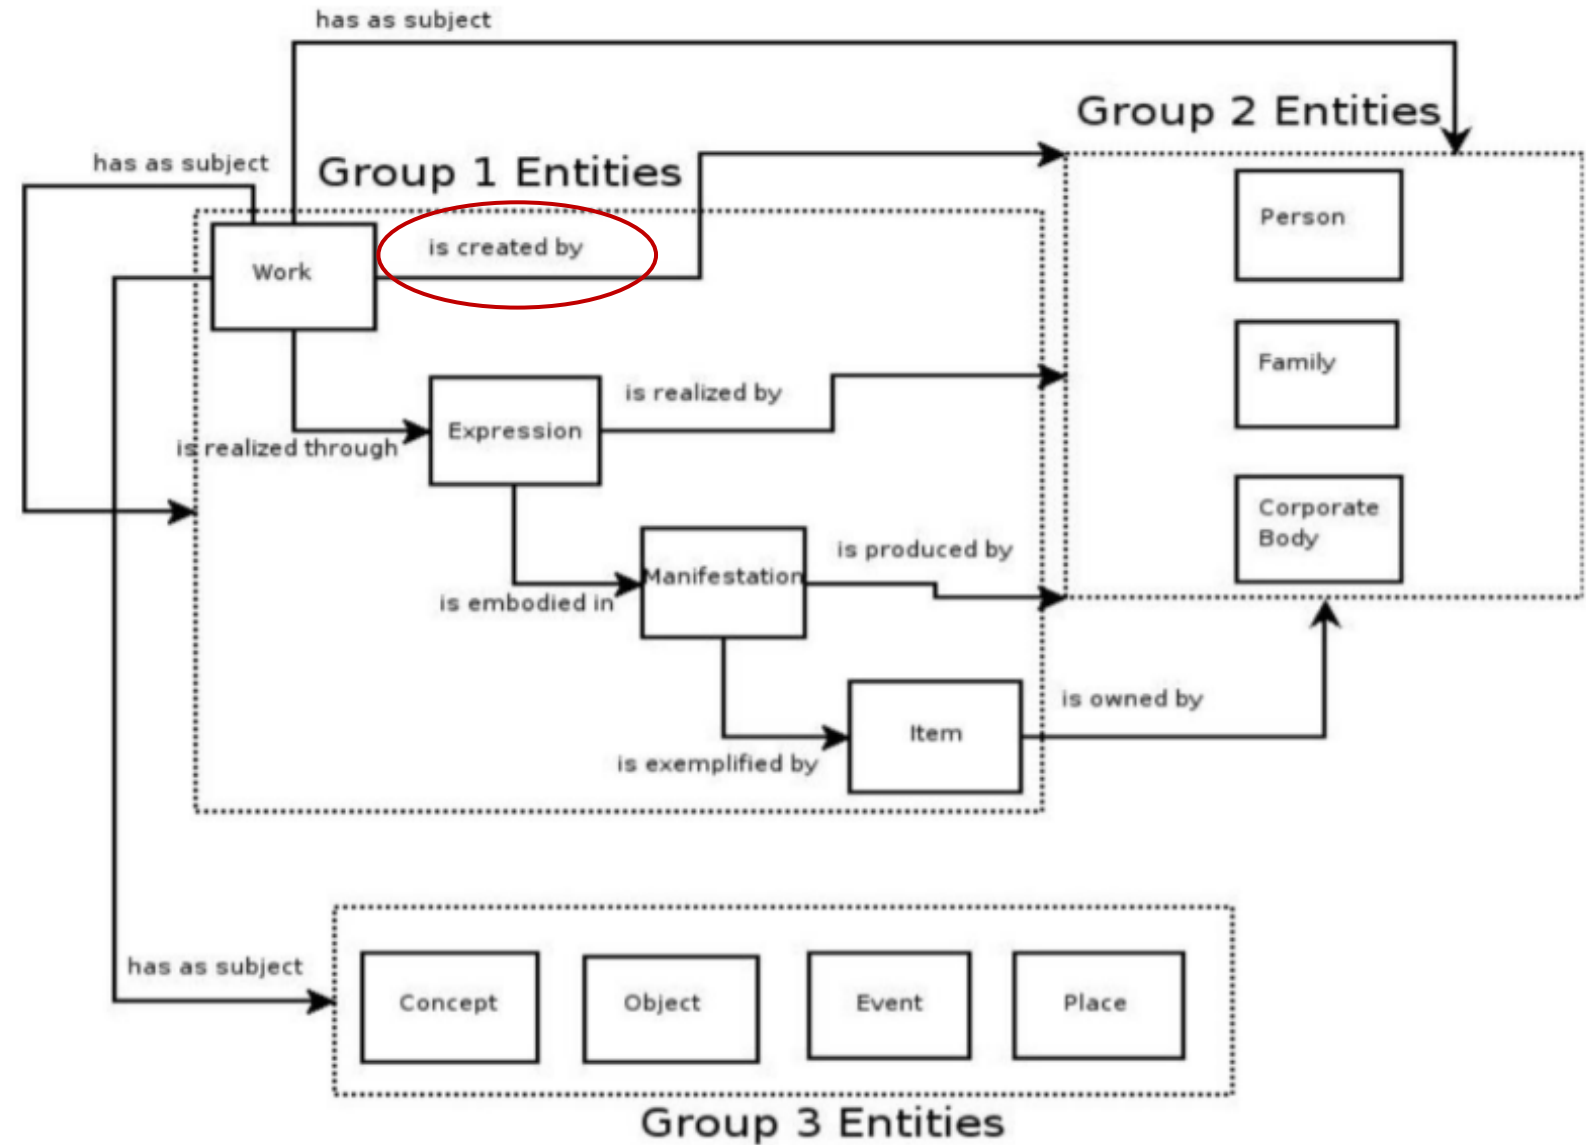 has as subject
Group 2 Entities
has as subject
Group 1 Entities
Person
is created by
Work
Family
is realized by
Expression
is realized through
Corporate
Body
is produced by
Manifestation
is embodied in
is owned by
Item
is exemplified by
has as subject
Concept
Object
Event
Place
Group 3 Entities